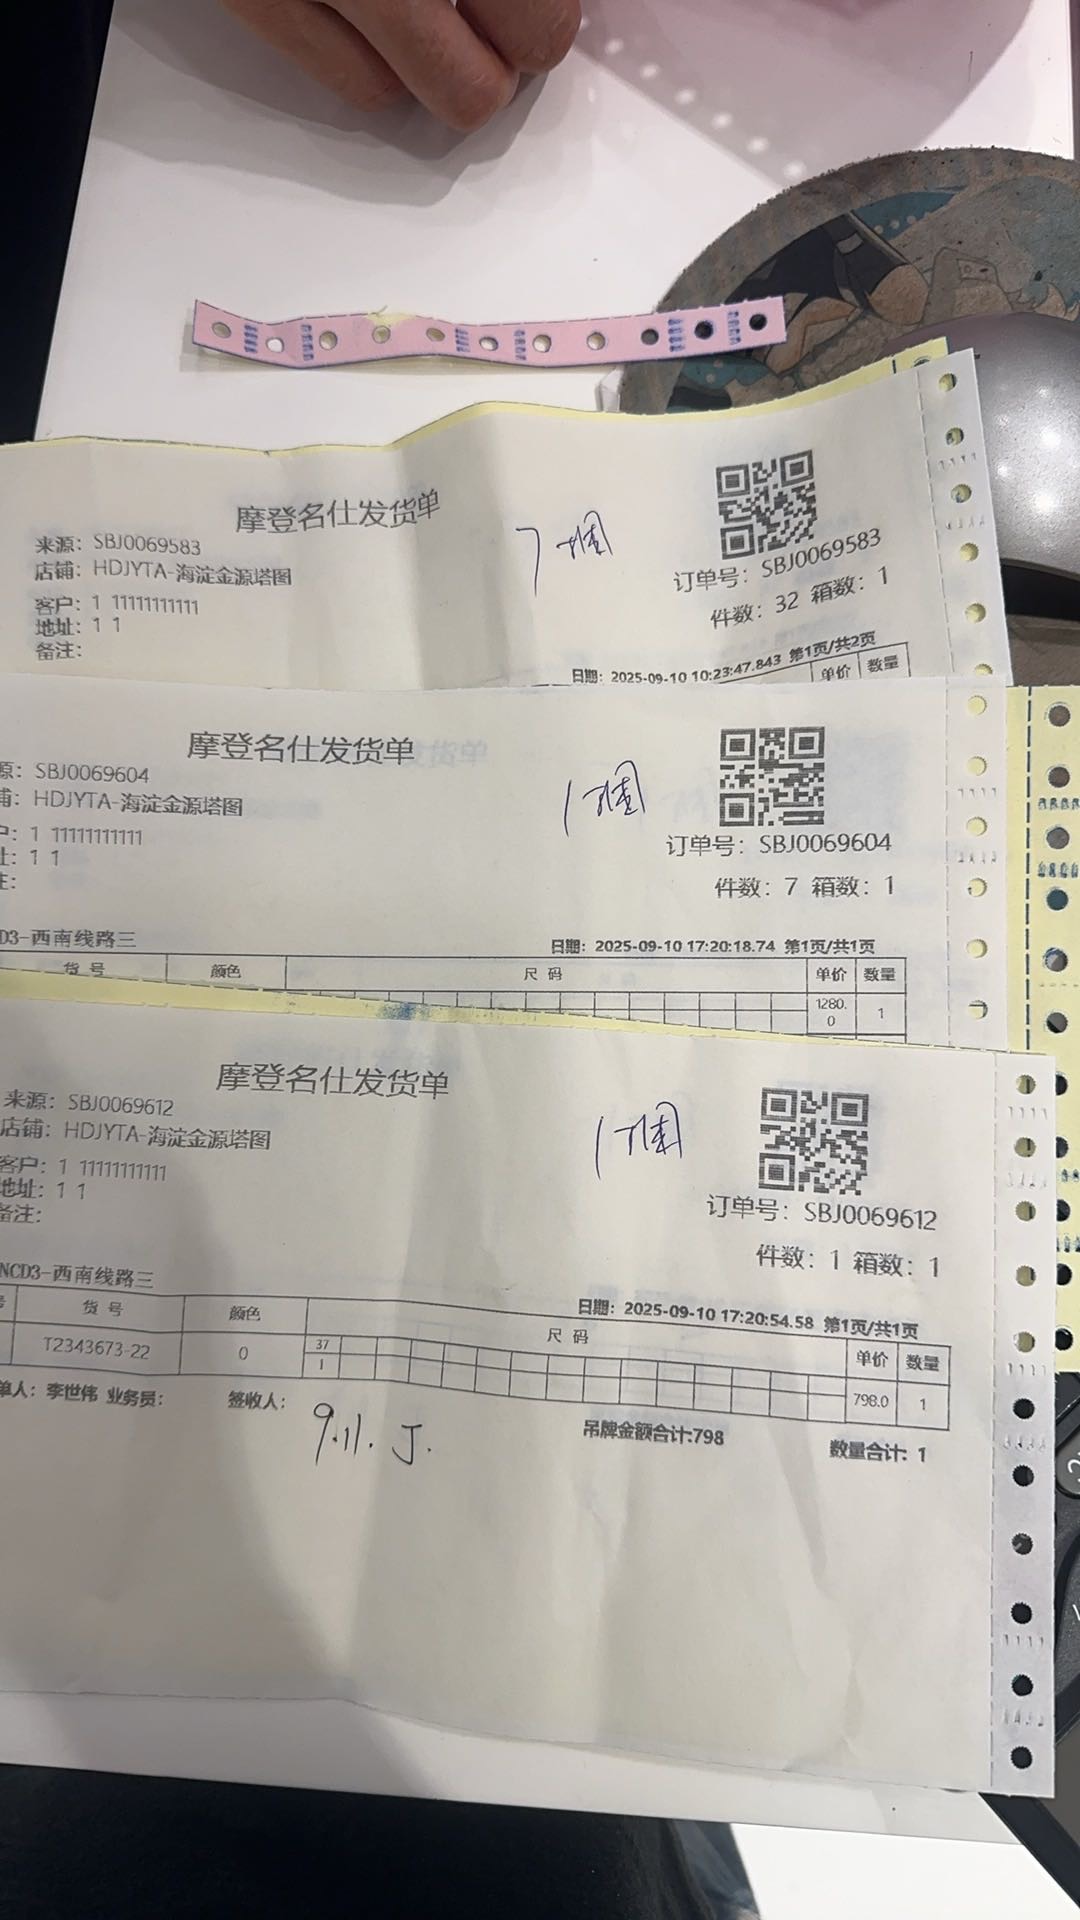 摩登名仕发货单
来源：SBJ0069583
店铺：HDJYTA-海淀金源塔图
客户：1 11111111111
地址：1 1
备注：
7
订单号：SBJ0069583
件数：32 箱数：1
日期：2025-09-10 10:23:47.843 第1页/共2页
单价 数量
摩登名仕发货单
源：SBJ0069604
铺：HDJYTA-海淀金源塔图
户：1 11111111111
址：1 1
注：
1
订单号：SBJ0069604
件数：7 箱数：1
D3-西南线路三
日期：2025-09-10 17:20:18.74 第1页/共1页
货号 颜色 尺码 单价 数量
1280.0 1
摩登名仕发货单
来源：SBJ0069612
店铺：HDJYTA-海淀金源塔图
客户：1 11111111111
地址：1 1
备注：
1
订单号：SBJ0069612
件数：1 箱数：1
NCD3-西南线路三
日期：2025-09-10 17:20:54.58 第1页/共1页
号 货号 颜色 尺码 单价 数量
T2343673-22 0 37 1 798.0 1
单人：李世伟 业务员： 签收人： 吊牌金额合计:798 数量合计：1
9.11. J.